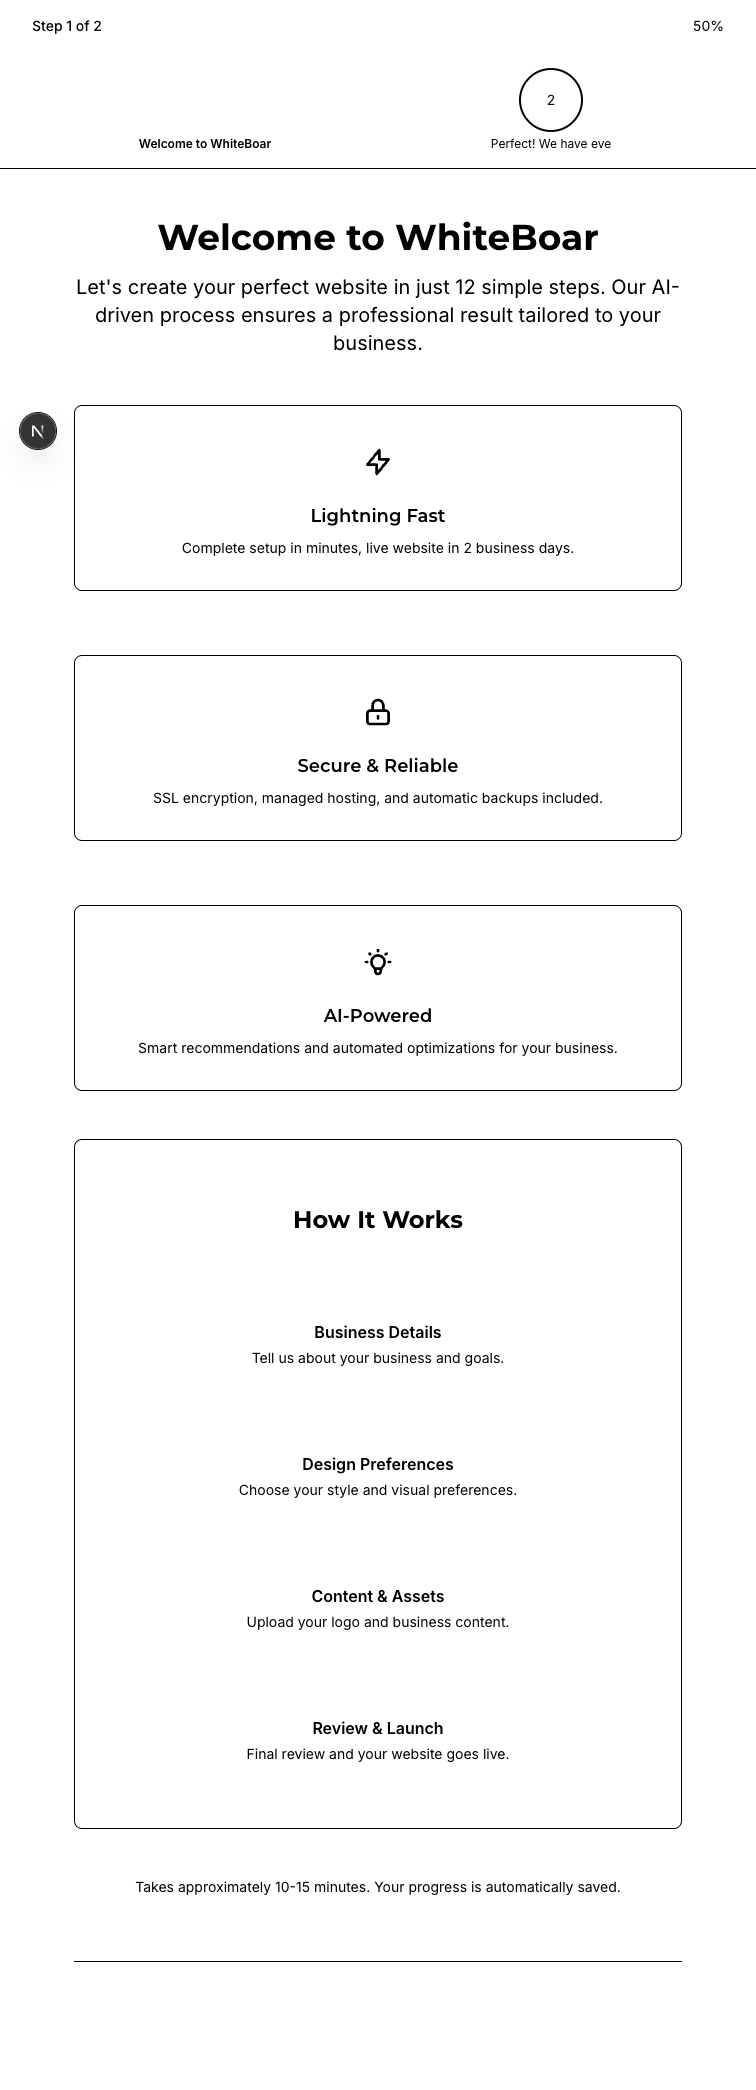 Step 1 of 2
50%
2
Welcome to WhiteBoar
Perfect! We have eve
Welcome to WhiteBoar
Let's create your perfect website in just 12 simple steps. Our AI-
driven process ensures a professional result tailored to your
business.
N
Lightning Fast
Complete setup in minutes, live website in 2 business days.
Secure & Reliable
SSL encryption, managed hosting, and automatic backups included.
AI-Powered
Smart recommendations and automated optimizations for your business.
How It Works
Business Details
Tell us about your business and goals.
Design Preferences
Choose your style and visual preferences.
Content & Assets
Upload your logo and business content.
Review & Launch
Final review and your website goes live.
Takes approximately 10-15 minutes. Your progress is automatically saved.